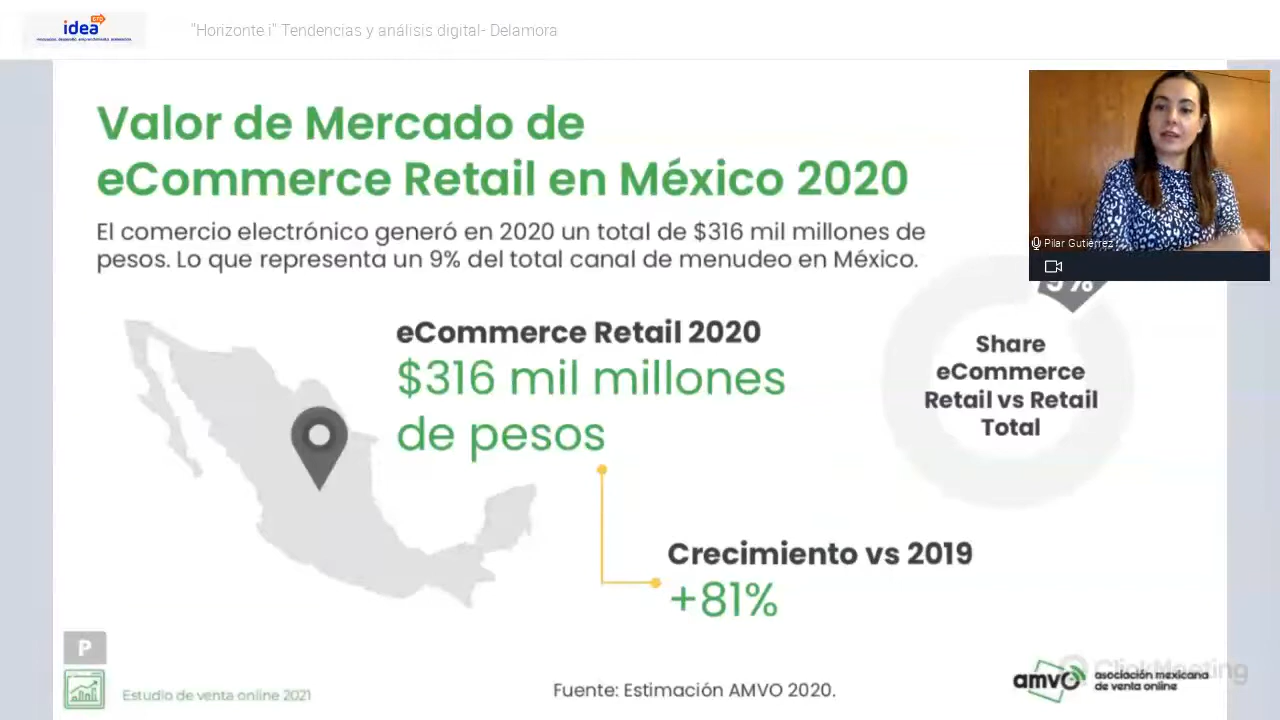 idea
"Horizonte i" Tendencias y análisis digital- Delamora
Valor de Mercado de
eCommerce Retail en México 2020
El comercio electrónico generó en 2020 un total de $316 mil millones de
pesos. Lo que representa un 9% del total canal de menudeo en México.
Pilar Gutiérrez
9%
eCommerce Retail 2020
$316 mil millones
de pesos
Share
eCommerce
Retail vs Retail
Total
Crecimiento vs 2019
+81%
P
Estudio de venta online 2021
Fuente: Estimación AMVO 2020.
amvo
asociación mexicana
de venta online
ClickMeeting